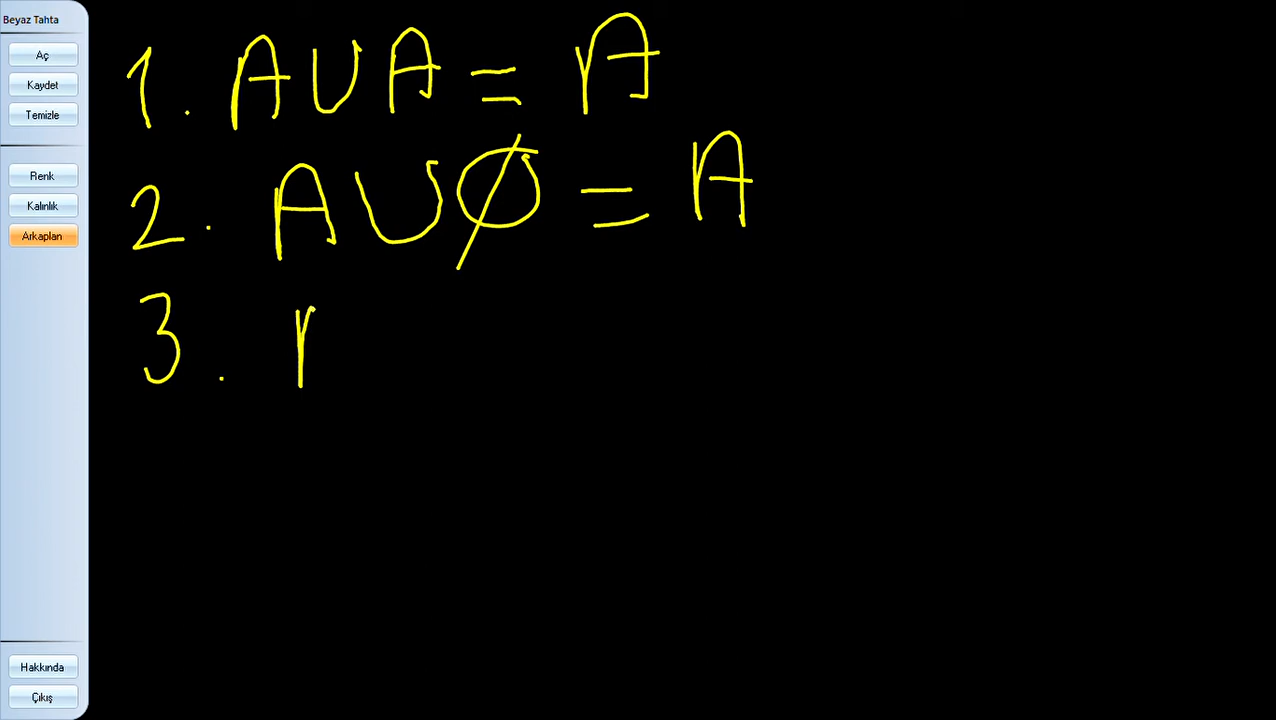 Beyaz Tahta
Aç
Kaydet
Temizle
Renk
Kalınlık
Arkaplan
Hakkında
Çıkış
1. A U A = A
2. A U Ø = A
3.